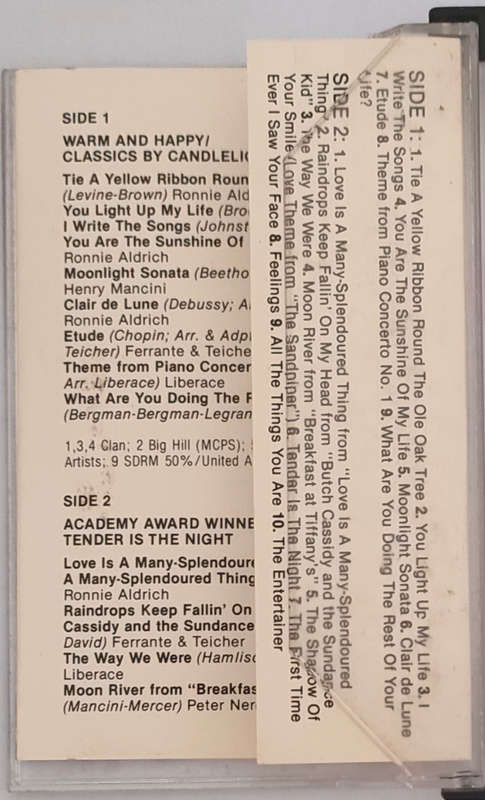 SIDE 1
WARM AND HAPPY/
CLASSICS BY CANDLELI
Tie A Yellow Ribbon Roun
(Levine-Brown) Ronnie Ald
You Light Up My Life (Bro
I Write The Songs (Johnst
You Are The Sunshine Of
Ronnie Aldrich
Moonlight Sonata (Beetho
Henry Mancini
Clair de Lune (Debussy; A
Ronnie Aldrich
Etude (Chopin; Arr. & Adp
Teicher) Ferrante & Teiche
Theme from Piano Concer
Arr. Liberace) Liberace
What Are You Doing The R
(Bergman-Bergman-Legran
1,3,4 Clan; 2 Big Hill (MCPS);
Artists; 9 SDRM 50%/United A
SIDE 2
ACADEMY AWARD WINNE
TENDER IS THE NIGHT
Love Is A Many-Splendoure
A Many-Splendoured Thing
Ronnie Aldrich
Raindrops Keep Fallin' On
Cassidy and the Sundance
David) Ferrante & Teicher
The Way We Were (Hamlisc
Liberace
Moon River from "Breakfas
(Mancini-Mercer) Peter Ner
SIDE 1: 1. Tie A Yellow Ribbon Round The Ole Oak Tree 2. You Light Up My Life 3. I
Write The Songs 4. You Are The Sunshine Of My Life 5. Moonlight Sonata 6. Clair de Lune
7. Etude 8. Theme from Piano Concerto No. 1 9. What Are You Doing The Rest Of Your
Life?
SIDE 2: 1. Love Is A Many-Splendoured Thing from "Love Is A Many-Splendoured
Thing" 2. Raindrops Keep Fallin' On My Head from "Butch Cassidy and the Sundance
Kid" 3. The Way We Were 4. Moon River from "Breakfast at Tiffany's" 5. The Shadow Of
Your Smile (Love Theme from "The Sandpiper") 6. Tender Is The Night 7. The First Time
Ever I Saw Your Face 8. Feelings 9. All The Things You Are 10. The Entertainer